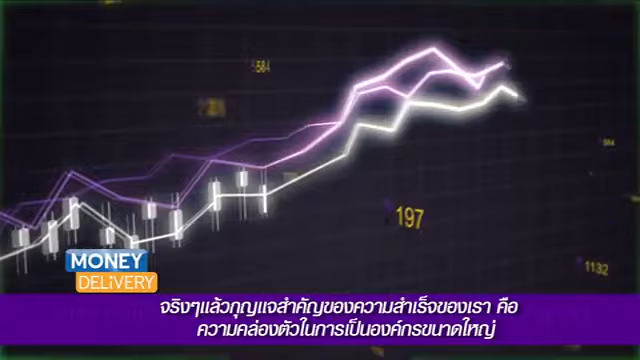 5584
197
1132
MONEY
DELIVERY
จริงๆแล้วกุญแจสำคัญของความสำเร็จของเรา คือ
ความคล่องตัวในการเป็นองค์กรขนาดใหญ่